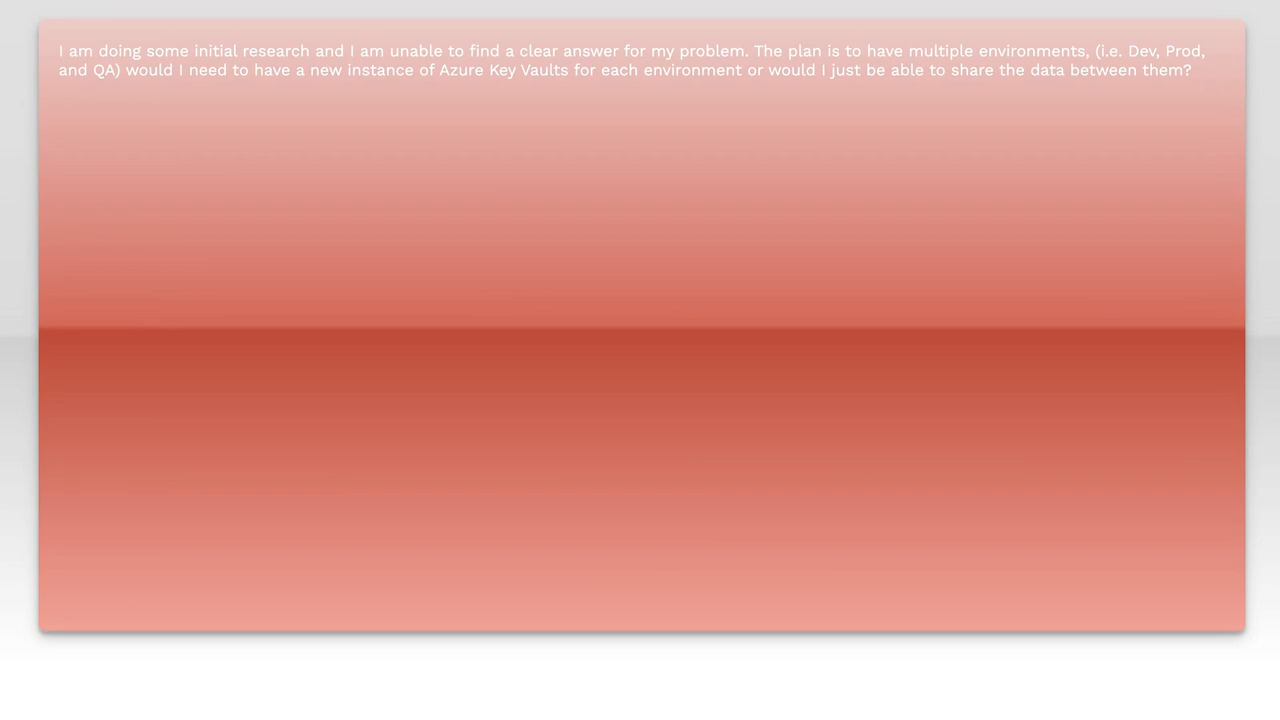 I am doing some initial research and I am unable to find a clear answer for my problem. The plan is to have multiple environments, (i.e. Dev, Prod,
and QA) would I need to have a new instance of Azure Key Vaults for each environment or would I just be able to share the data between them?